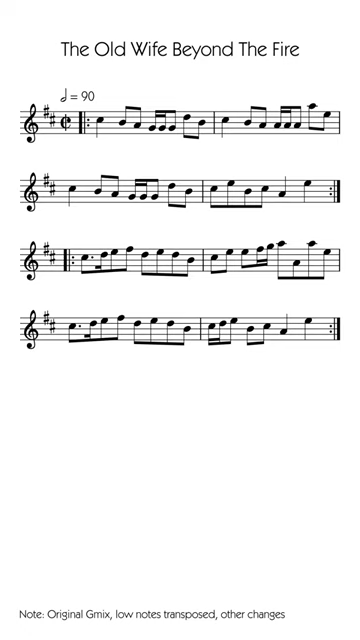 The Old Wife Beyond The Fire
𝅗𝅥 = 90
Note: Original Gmix, low notes transposed, other changes